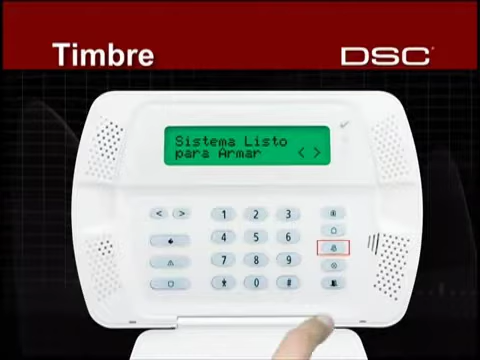 Timbre
DSC
Sistema Listo
para Armar < >
< >
1 2 3
4 5 6
7 8 9
* 0 #